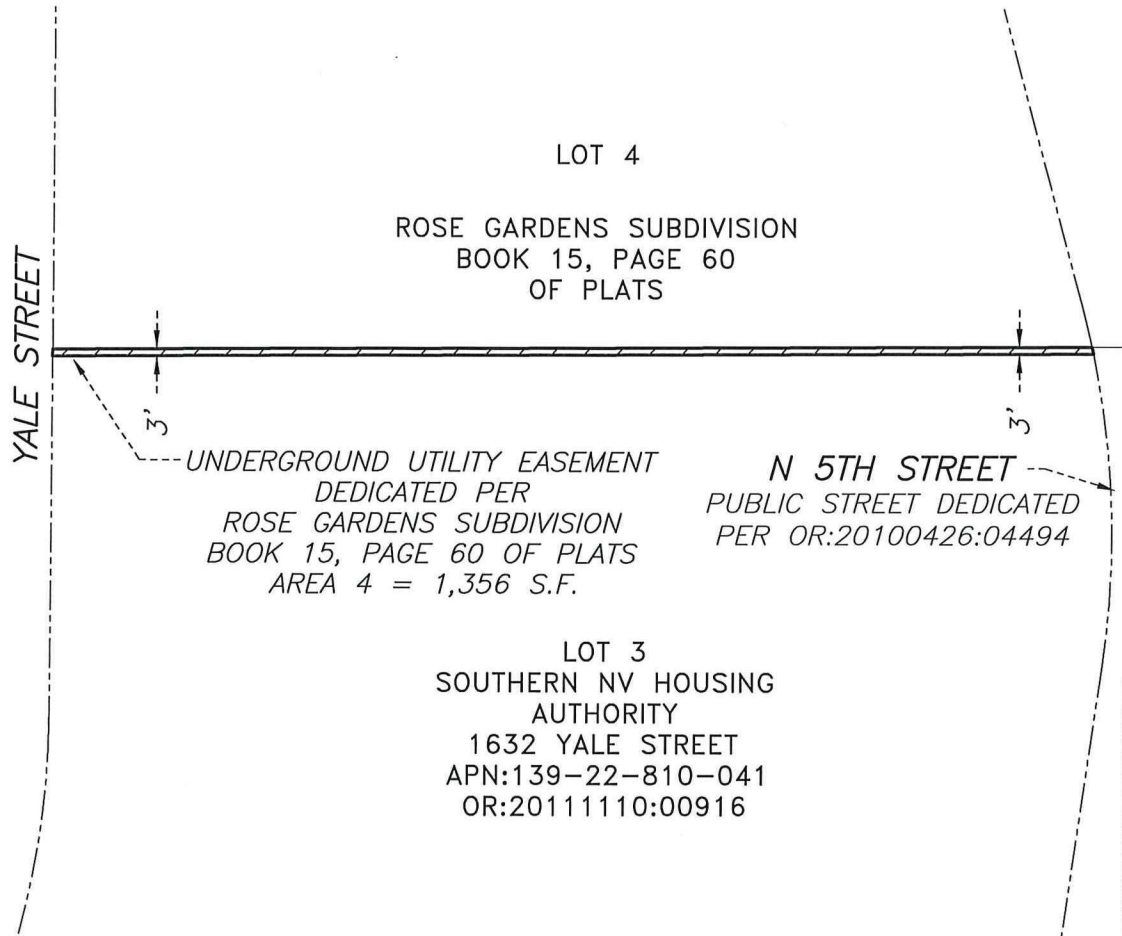 LOT 4
ROSE GARDENS SUBDIVISION
BOOK 15, PAGE 60
OF PLATS
YALE STREET
3'
3'
UNDERGROUND UTILITY EASEMENT
DEDICATED PER
ROSE GARDENS SUBDIVISION
BOOK 15, PAGE 60 OF PLATS
AREA 4 = 1,356 S.F.
N 5TH STREET
PUBLIC STREET DEDICATED
PER OR:20100426:04494
LOT 3
SOUTHERN NV HOUSING
AUTHORITY
1632 YALE STREET
APN:139-22-810-041
OR:20111110:00916